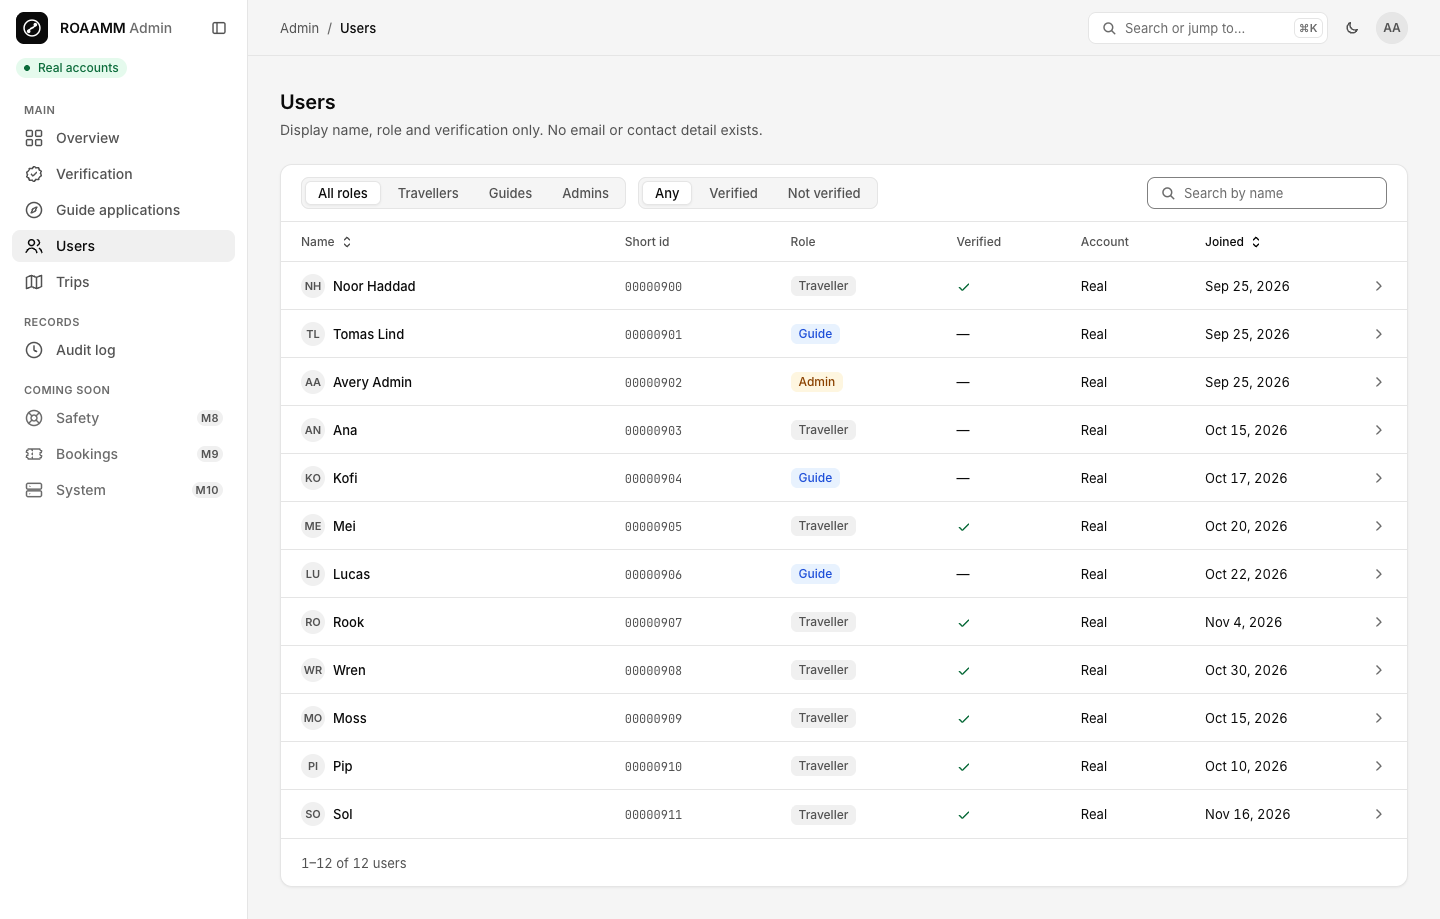 ROAAMM Admin
Real accounts
MAIN
Overview
Verification
Guide applications
Users
Trips
RECORDS
Audit log
COMING SOON
Safety M8
Bookings M9
System M10
Admin / Users
Search or jump to... ⌘K
AA
Users
Display name, role and verification only. No email or contact detail exists.
All roles Travellers Guides Admins Any Verified Not verified Search by name
Name Short id Role Verified Account Joined
NH Noor Haddad 00000900 Traveller ✓ Real Sep 25, 2026
TL Tomas Lind 00000901 Guide — Real Sep 25, 2026
AA Avery Admin 00000902 Admin — Real Sep 25, 2026
AN Ana 00000903 Traveller — Real Oct 15, 2026
KO Kofi 00000904 Guide — Real Oct 17, 2026
ME Mei 00000905 Traveller ✓ Real Oct 20, 2026
LU Lucas 00000906 Guide — Real Oct 22, 2026
RO Rook 00000907 Traveller ✓ Real Nov 4, 2026
WR Wren 00000908 Traveller ✓ Real Oct 30, 2026
MO Moss 00000909 Traveller ✓ Real Oct 15, 2026
PI Pip 00000910 Traveller ✓ Real Oct 10, 2026
SO Sol 00000911 Traveller ✓ Real Nov 16, 2026
1–12 of 12 users